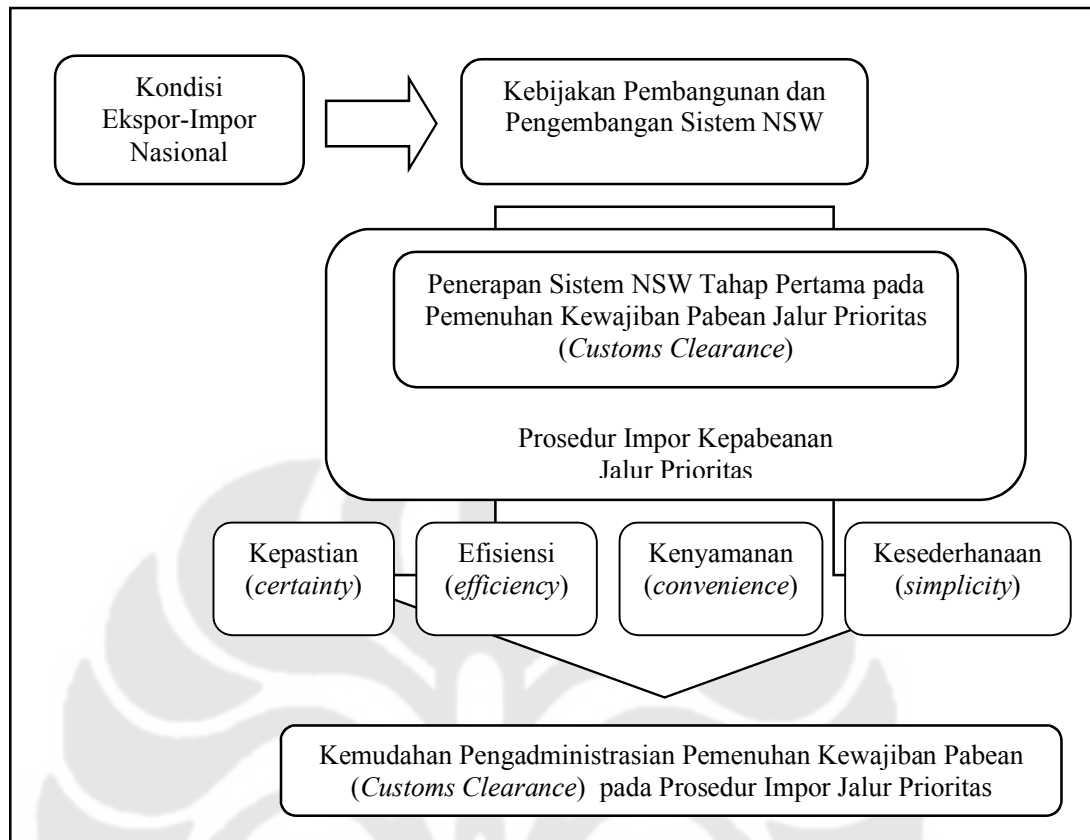 Kondisi
Ekspor-Impor
Nasional
Kebijakan Pembangunan dan
Pengembangan Sistem NSW
Penerapan Sistem NSW Tahap Pertama pada
Pemenuhan Kewajiban Pabean Jalur Prioritas
(Customs Clearance)
Prosedur Impor Kepabeanan
Jalur Prioritas
Kepastian
(certainty)
Efisiensi
(efficiency)
Kenyamanan
(convenience)
Kesederhanaan
(simplicity)
Kemudahan Pengadministrasian Pemenuhan Kewajiban Pabean
(Customs Clearance) pada Prosedur Impor Jalur Prioritas